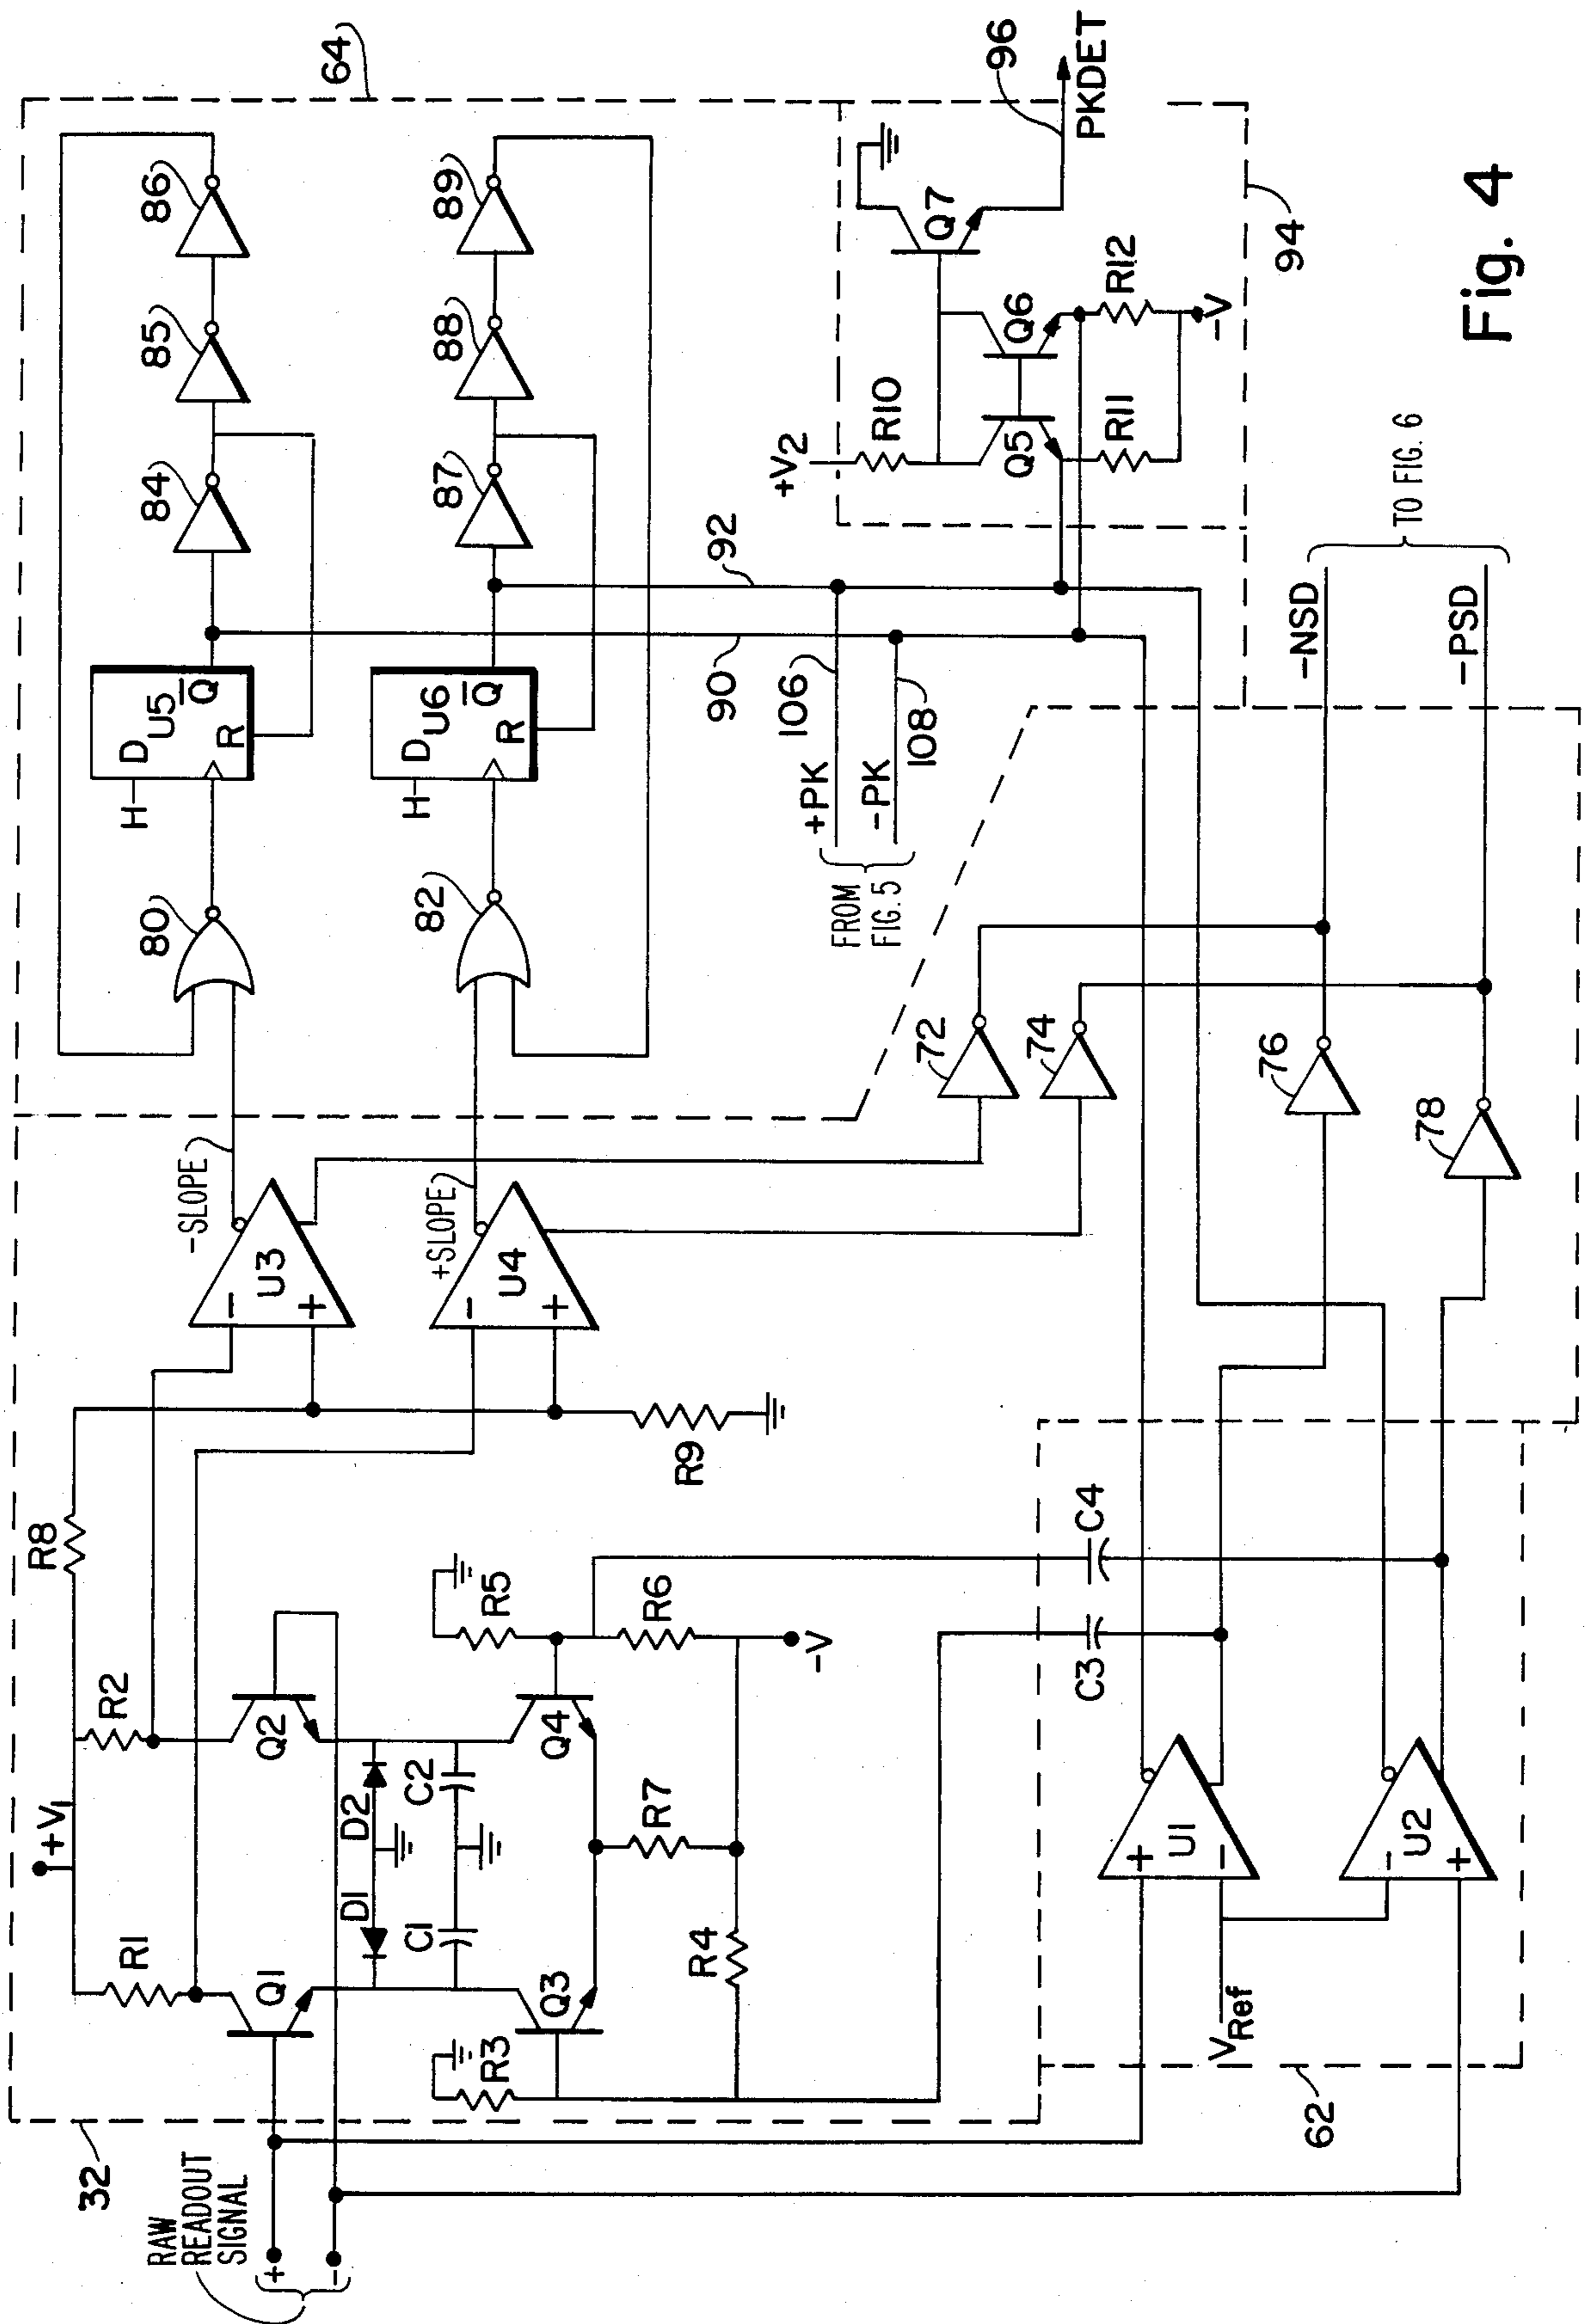 RAW
READOUT
SIGNAL
+
-
32
+V1
R1
R2
R8
Q1
Q2
D1
D2
C1
C2
Q3
Q4
R3
R4
R5
R6
R7
-V
R9
-SLOPE
-
+
U3
+SLOPE
-
+
U4
80
82
H
D
U5
Q
R
H
D
U6
Q
R
84
85
86
87
88
89
64
90
92
106
+PK
-PK
108
FROM
FIG. 5
+V2
R10
Q5
Q6
Q7
R11
R12
-V
96
PKDET
94
72
74
76
78
-NSD
-PSD
TO FIG. 6
C3
C4
+
U1
-
-
U2
+
VRef
62
Fig. 4